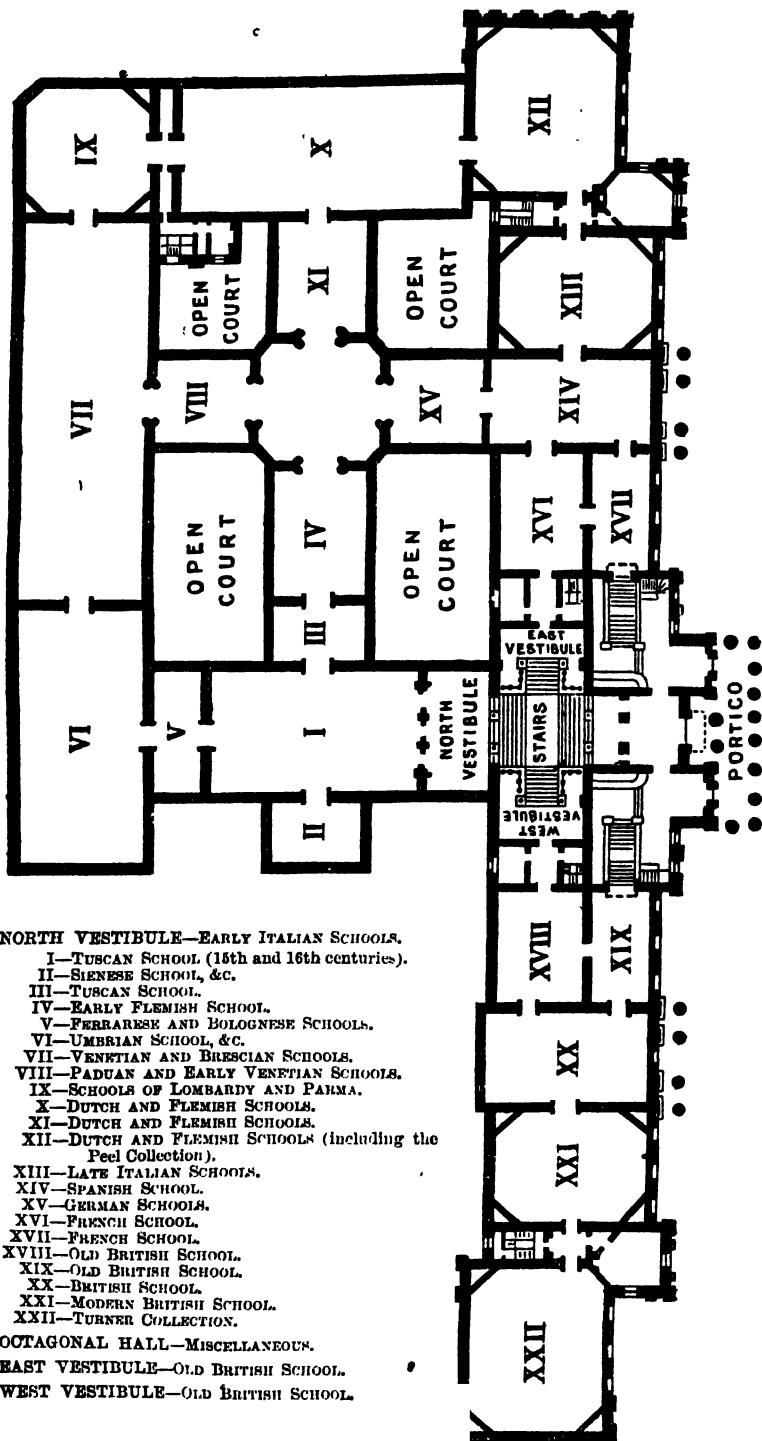 C
XII
IX
X
XI
OPEN
COURT
OPEN
COURT
XIII
VII
VIII
XV
XIV
OPEN
COURT
IV
OPEN
COURT
XVI
XVII
III
EAST
VESTIBULE
VI
V
I
NORTH
VESTIBULE
STAIRS
PORTICO
II
WEST
VESTIBULE
XVIII
XIX
XX
XXI
XXII
NORTH VESTIBULE—EARLY ITALIAN SCHOOLS.
I—TUSCAN SCHOOL (15th and 16th centuries).
II—SIENESE SCHOOL, &C.
III—TUSCAN SCHOOL.
IV—EARLY FLEMISH SCHOOL.
V—FERRARESE AND BOLOGNESE SCHOOLS.
VI—UMBRIAN SCHOOL, &C.
VII—VENETIAN AND BRESCIAN SCHOOLS.
VIII—PADUAN AND EARLY VENETIAN SCHOOLS.
IX—SCHOOLS OF LOMBARDY AND PARMA.
X—DUTCH AND FLEMISH SCHOOLS.
XI—DUTCH AND FLEMISH SCHOOLS.
XII—DUTCH AND FLEMISH SCHOOLS (including the
Peel Collection).
XIII—LATE ITALIAN SCHOOLS.
XIV—SPANISH SCHOOL.
XV—GERMAN SCHOOLS.
XVI—FRENCH SCHOOL.
XVII—FRENCH SCHOOL.
XVIII—OLD BRITISH SCHOOL.
XIX—OLD BRITISH SCHOOL.
XX—BRITISH SCHOOL.
XXI—MODERN BRITISH SCHOOL.
XXII—TURNER COLLECTION.
OCTAGONAL HALL—MISCELLANEOUS.
EAST VESTIBULE—OLD BRITISH SCHOOL.
WEST VESTIBULE—OLD BRITISH SCHOOL.